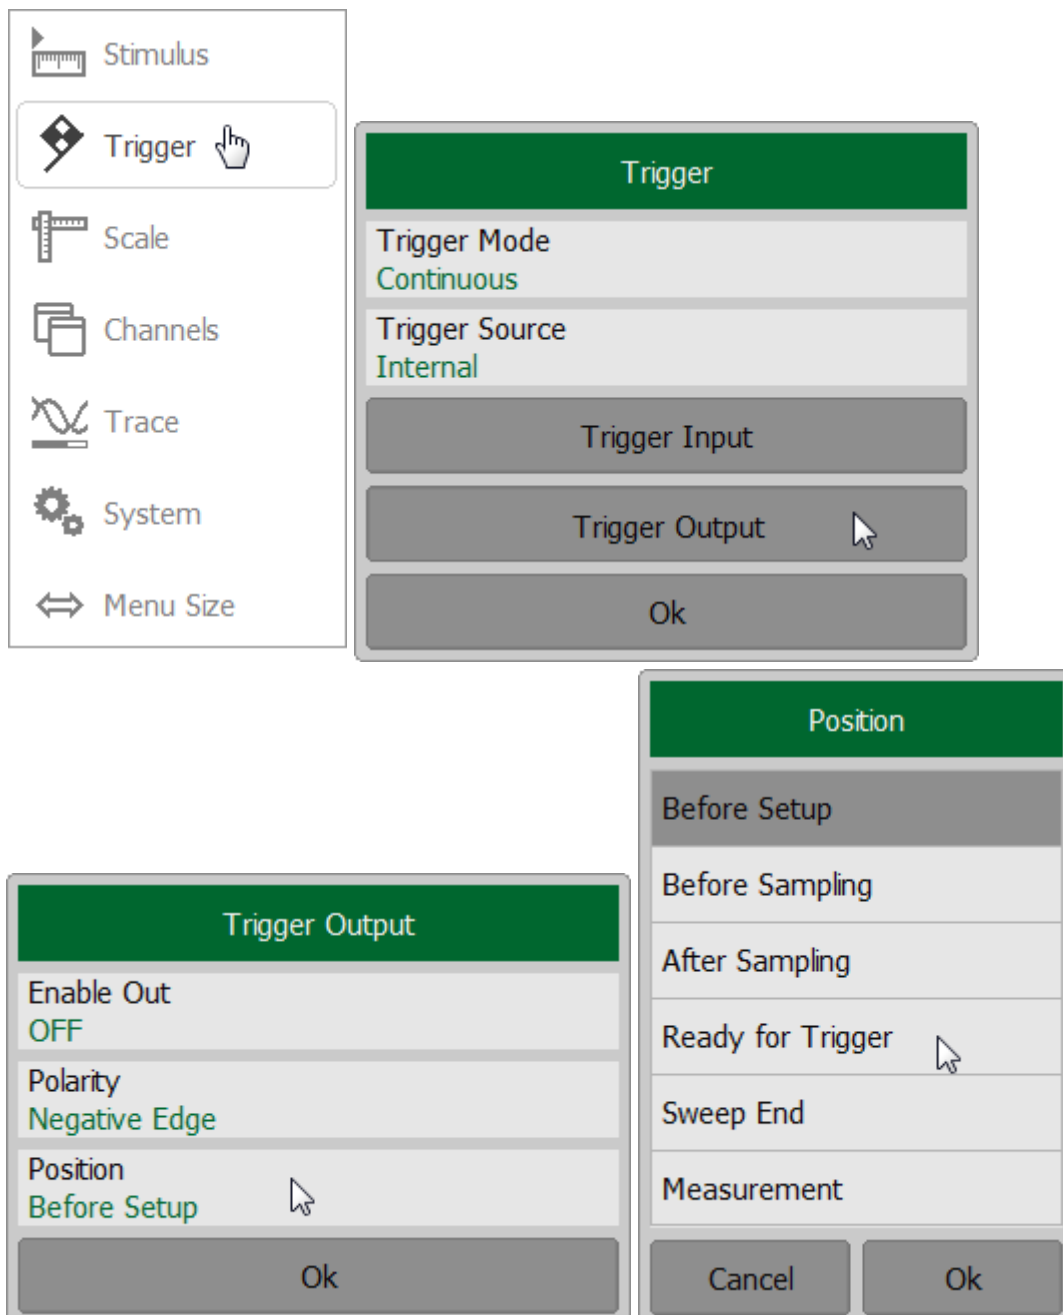 Stimulus
Trigger
Scale
Channels
Trace
System
Menu Size
Trigger
Trigger Mode
Continuous
Trigger Source
Internal
Trigger Input
Trigger Output
Ok
Trigger Output
Enable Out
OFF
Polarity
Negative Edge
Position
Before Setup
Ok
Position
Before Setup
Before Sampling
After Sampling
Ready for Trigger
Sweep End
Measurement
Cancel
Ok